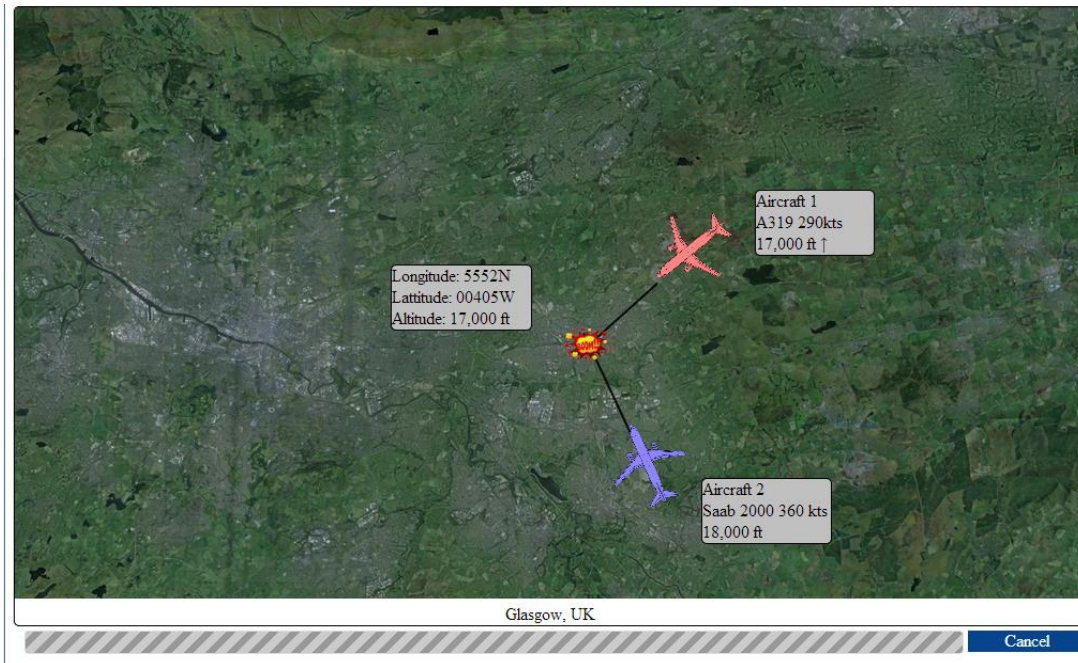 Aircraft 1
A319 290kts
17,000 ft ↑
Longitude: 5552N
Lattitude: 00405W
Altitude: 17,000 ft
BOOM!
Aircraft 2
Saab 2000 360 kts
18,000 ft
Glasgow, UK
Cancel